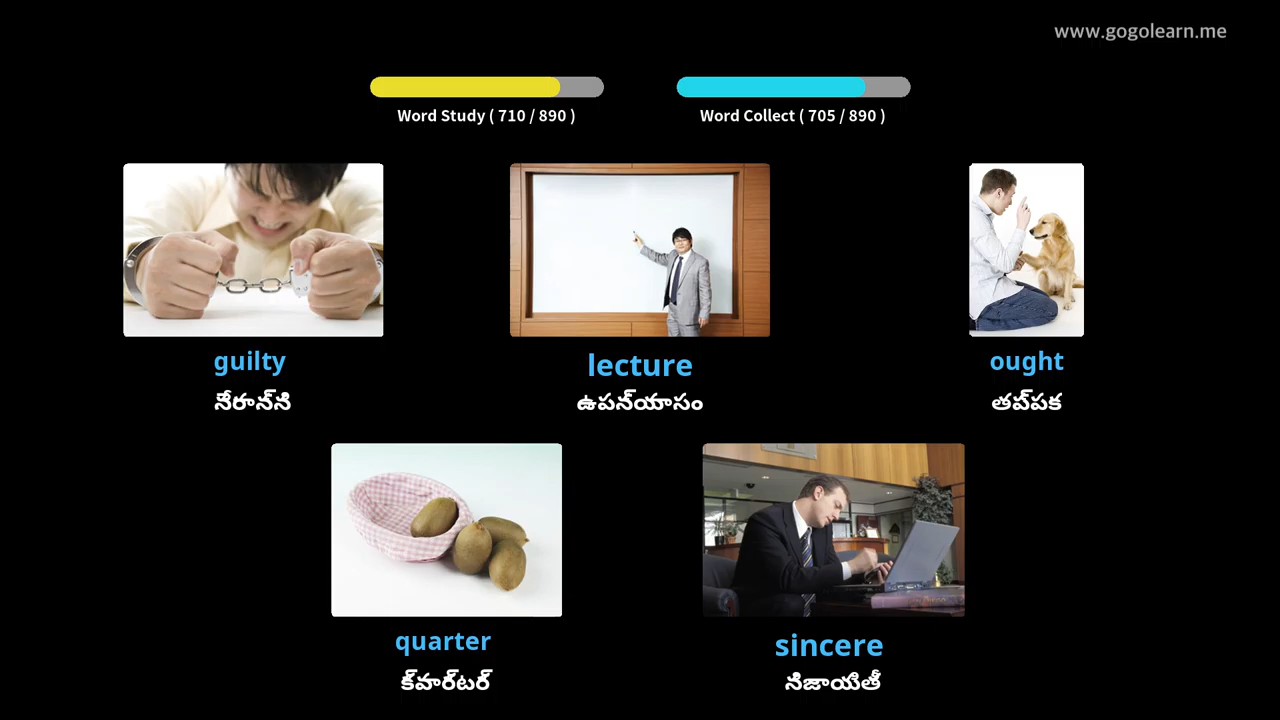 www.gogolearn.me
Word Study ( 710 / 890 )
Word Collect ( 705 / 890 )
guilty
నేరాన్ని
lecture
ఉపన్యాసం
ought
తప్పక
quarter
క్వార్టర్
sincere
నిజాయితీ